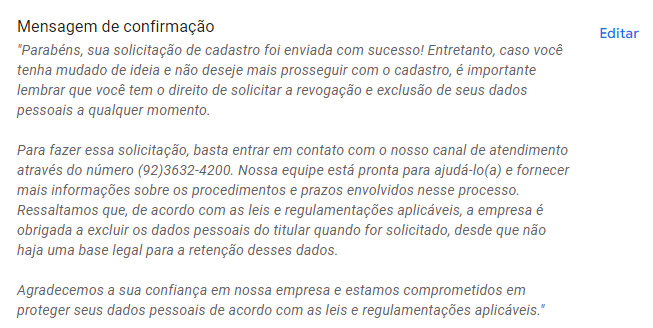 Mensagem de confirmação
Editar
"Parabéns, sua solicitação de cadastro foi enviada com sucesso! Entretanto, caso você
tenha mudado de ideia e não deseje mais prosseguir com o cadastro, é importante
lembrar que você tem o direito de solicitar a revogação e exclusão de seus dados
pessoais a qualquer momento.
Para fazer essa solicitação, basta entrar em contato com o nosso canal de atendimento
através do número (92)3632-4200. Nossa equipe está pronta para ajudá-lo(a) e fornecer
mais informações sobre os procedimentos e prazos envolvidos nesse processo.
Ressaltamos que, de acordo com as leis e regulamentações aplicáveis, a empresa é
obrigada a excluir os dados pessoais do titular quando for solicitado, desde que não
haja uma base legal para a retenção desses dados.
Agradecemos a sua confiança em nossa empresa e estamos comprometidos em
proteger seus dados pessoais de acordo com as leis e regulamentações aplicáveis."